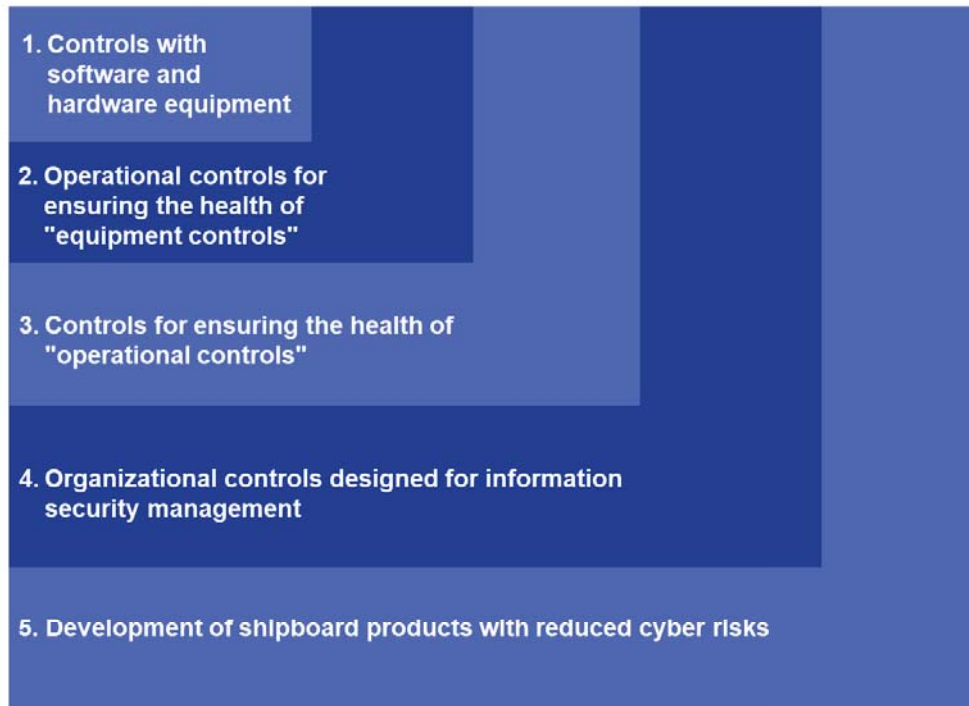 1. Controls with
software and
hardware equipment
2. Operational controls for
ensuring the health of
"equipment controls"
3. Controls for ensuring the health of
"operational controls"
4. Organizational controls designed for information
security management
5. Development of shipboard products with reduced cyber risks